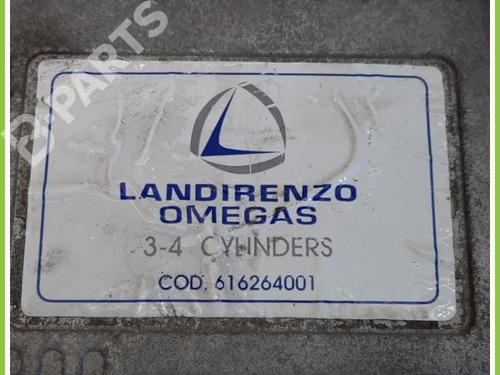 B-PARTS
LANDIRENZO
OMEGAS
3-4 CYLINDERS
COD. 616264001